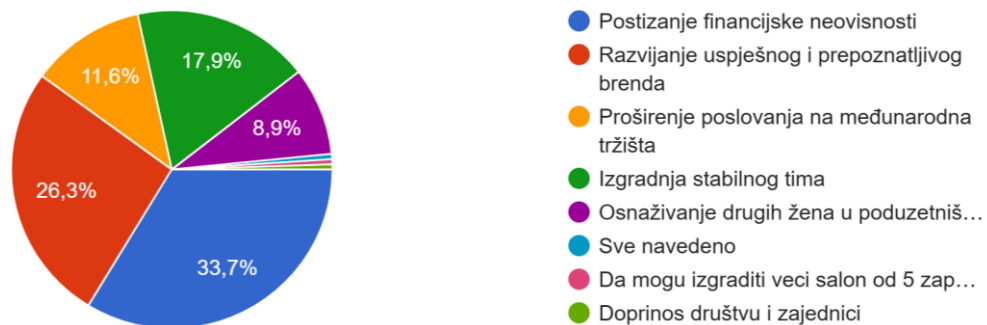 17,9%
11,6%
8,9%
26,3%
33,7%
Postizanje financijske neovisnosti
Razvijanje uspješnog i prepoznatljivog
brenda
Proširenje poslovanja na međunarodna
tržišta
Izgradnja stabilnog tima
Osnaživanje drugih žena u poduzetniš…
Sve navedeno
Da mogu izgraditi veci salon od 5 zap…
Doprinos društvu i zajednici